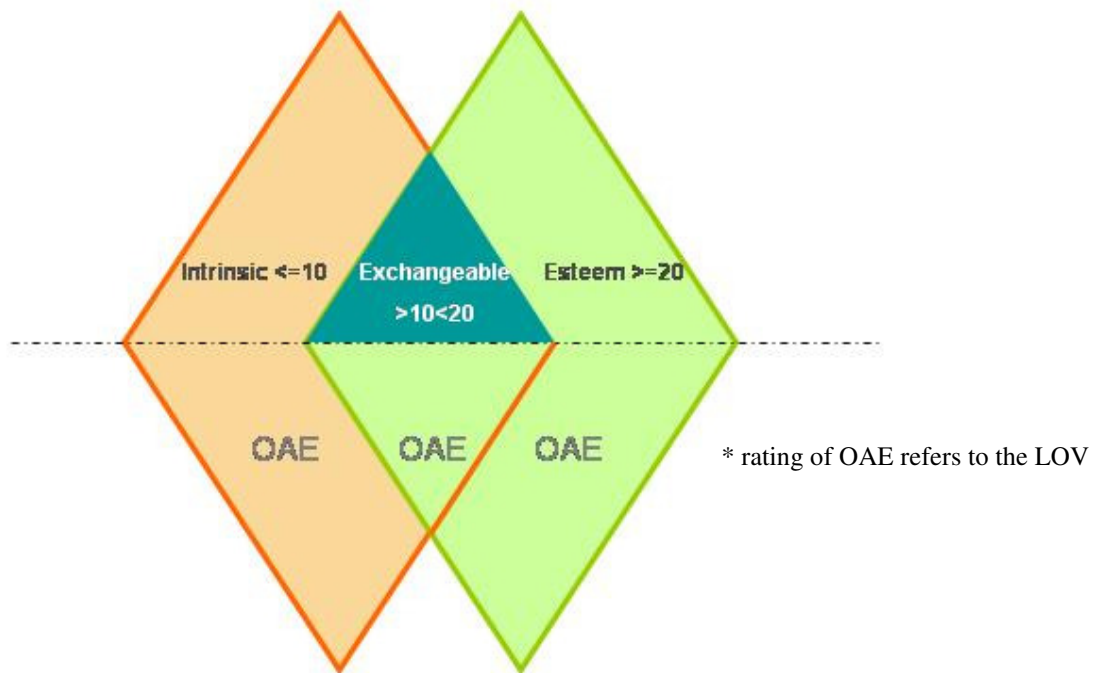 Intrinsic <=10
Exchangeable
>10<20
Esteem >=20
OAE
OAE
OAE
* rating of OAE refers to the LOV